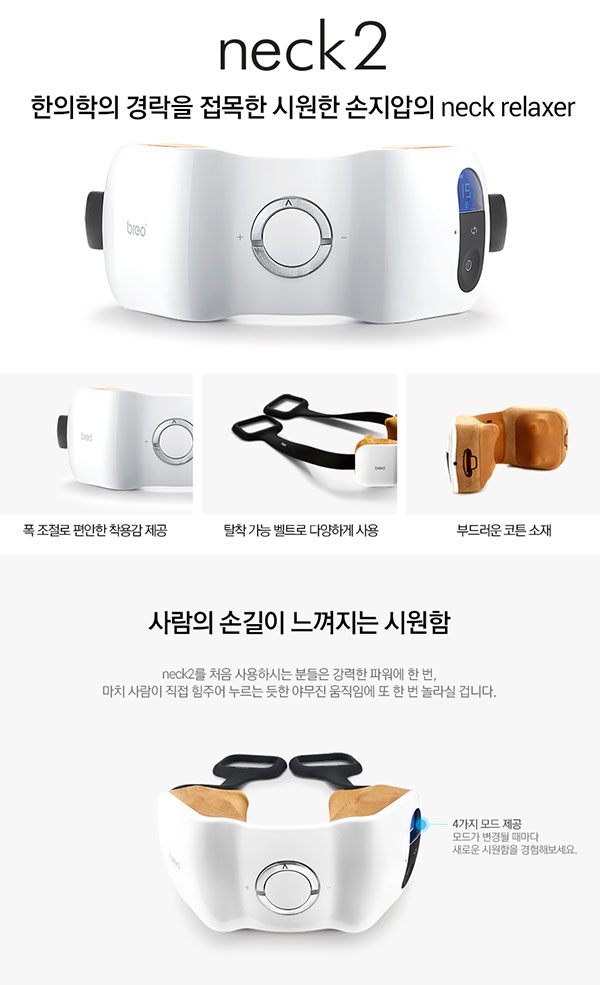 neck2
한의학의 경락을 접목한 시원한 손지압의 neck relaxer
breo
+
-
breo
폭 조절로 편안한 착용감 제공
breo
탈착 가능 벨트로 다양하게 사용
부드러운 코튼 소재
사람의 손길이 느껴지는 시원함
neck2를 처음 사용하시는 분들은 강력한 파워에 한 번,
마치 사람이 직접 힘주어 누르는 듯한 야무진 움직임에 또 한 번 놀라실 겁니다.
4가지 모드 제공
모드가 변경될 때마다
새로운 시원함을 경험해보세요.
breo
+
-